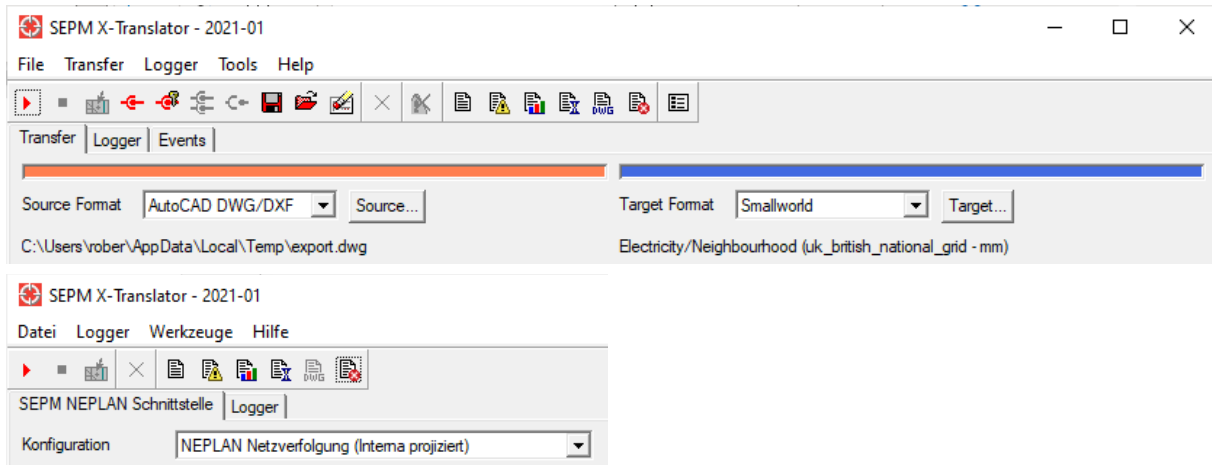 SEPM X-Translator - 2021-01
File Transfer Logger Tools Help
DWG
Transfer Logger Events
Source Format AutoCAD DWG/DXF Source... Target Format Smallworld Target...
C:\Users\rober\AppData\Local\Temp\export.dwg Electricity/Neighbourhood (uk_british_national_grid - mm)
SEPM X-Translator - 2021-01
Datei Logger Werkzeuge Hilfe
DWG
SEPM NEPLAN Schnittstelle Logger
Konfiguration NEPLAN Netzverfolgung (Interna projiziert)